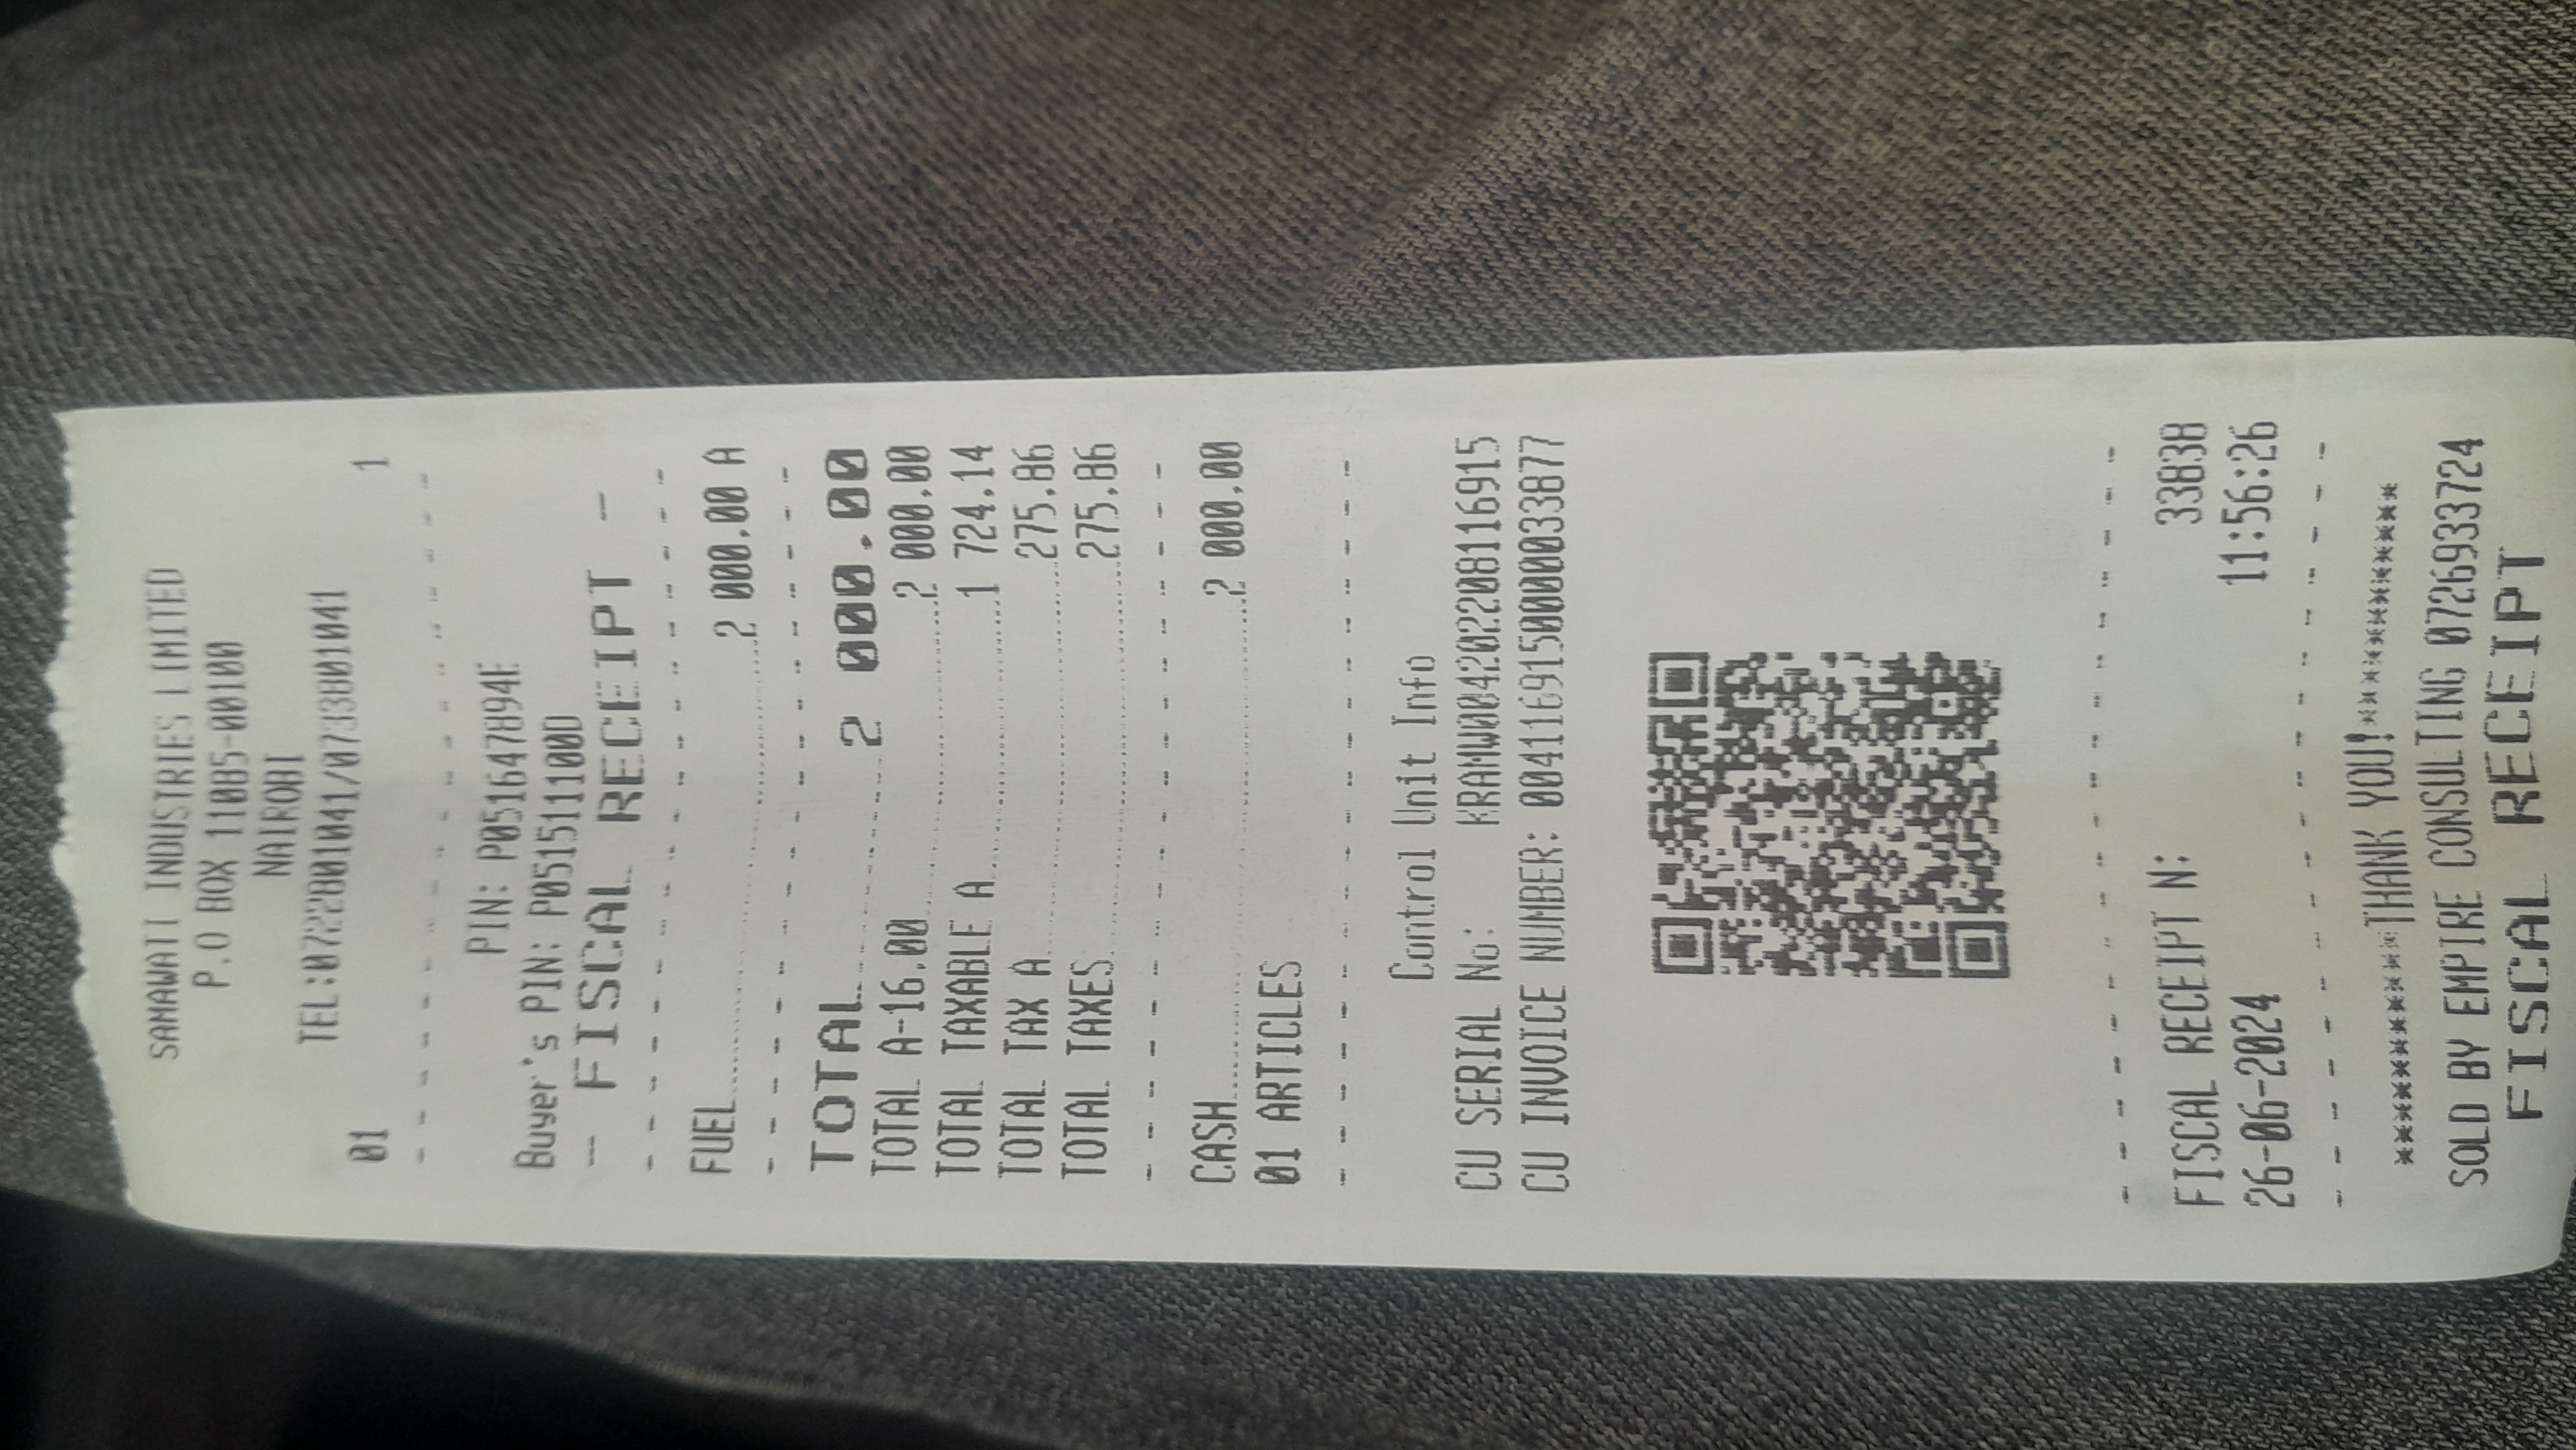 SAMAWATI INDUSTRIES LIMITED
P.O BOX 11085-00100
NAIROBI
TEL:0722801041/0733801041
01 1
PIN: P051647894F
Buyer's PIN: P051511100D
-- FISCAL RECEIPT --
FUEL 2 000.00 A
TOTAL 2 000.00
TOTAL A-16.00 2 000.00
TOTAL TAXABLE A 1 724.14
TOTAL TAX A 275.86
TOTAL TAXES 275.86
CASH 2 000.00
01 ARTICLES
Control Unit Info
CU SERIAL No: KRAMW004202208116915
CU INVOICE NUMBER: 0041169150000033877
FISCAL RECEIPT N: 33838
26-06-2024 11:56:26
************THANK YOU!************
SOLD BY EMPIRE CONSULTING 0726933724
FISCAL RECEIPT